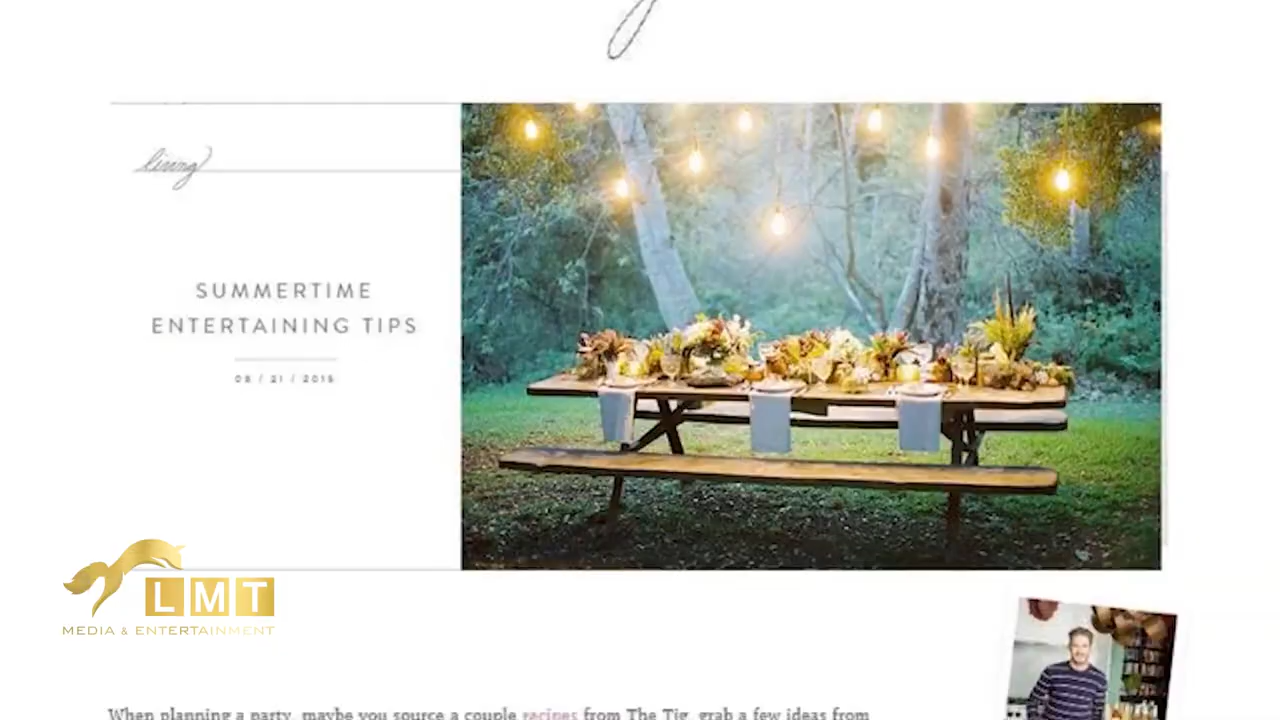 living
SUMMERTIME
ENTERTAINING TIPS
08 / 21 / 2015
LMT
MEDIA & ENTERTAINMENT
When planning a party, maybe you source a couple recipes from The Tig, grab a few ideas from